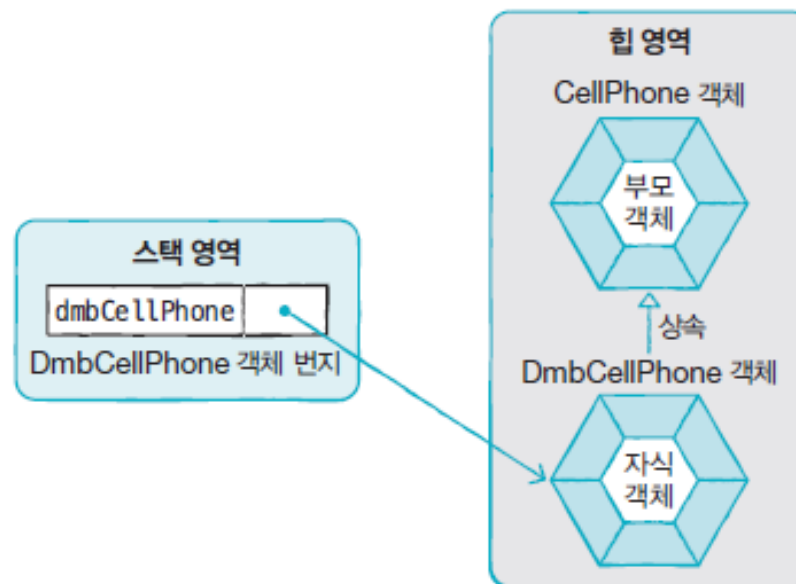 힙 영역
CellPhone 객체
부모
객체
스택 영역
dmbCellPhone
DmbCellPhone 객체 번지
상속
DmbCellPhone 객체
자식
객체